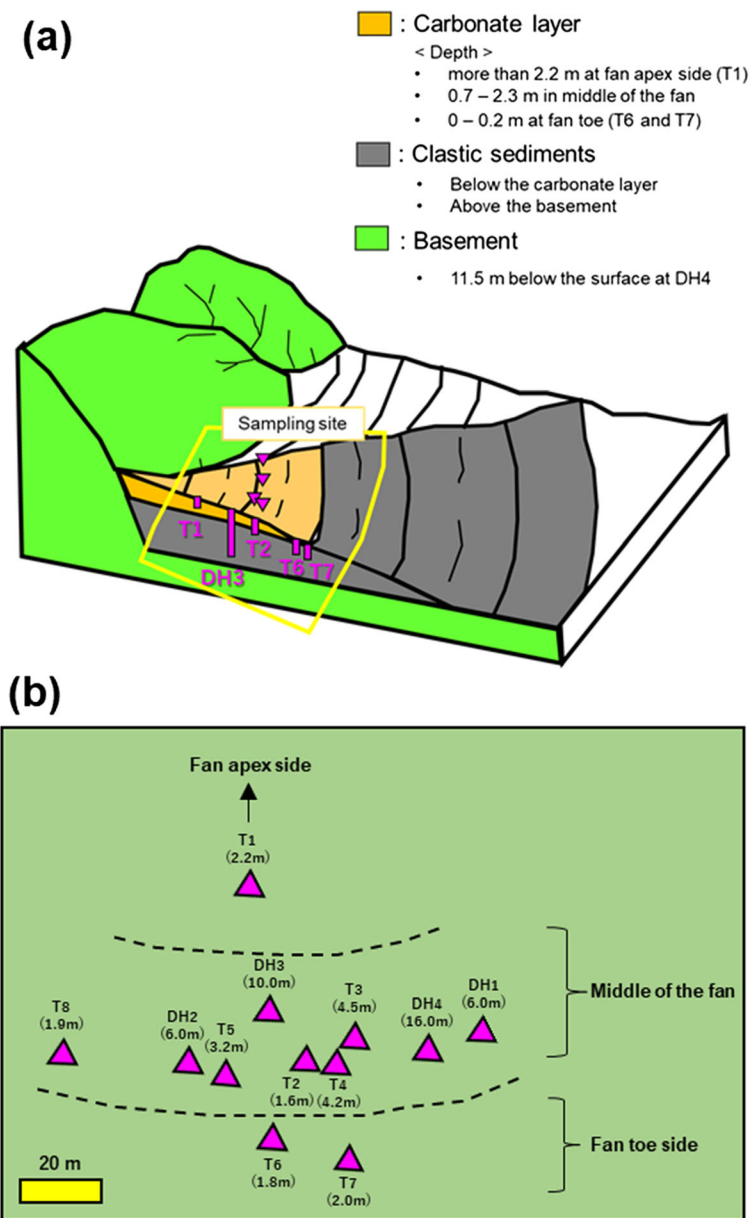 (a)
: Carbonate layer
< Depth >
• more than 2.2 m at fan apex side (T1)
• 0.7 – 2.3 m in middle of the fan
• 0 – 0.2 m at fan toe (T6 and T7)
: Clastic sediments
• Below the carbonate layer
• Above the basement
: Basement
• 11.5 m below the surface at DH4
Sampling site
T1
T2
T6
T7
DH3
(b)
Fan apex side
T1
(2.2m)
DH3
(10.0m)
T3
(4.5m)
DH4
(16.0m)
DH1
(6.0m)
Middle of the fan
T8
(1.9m)
DH2
(6.0m)
T5
(3.2m)
T2
(1.6m)
T4
(4.2m)
T6
(1.8m)
T7
(2.0m)
Fan toe side
20 m